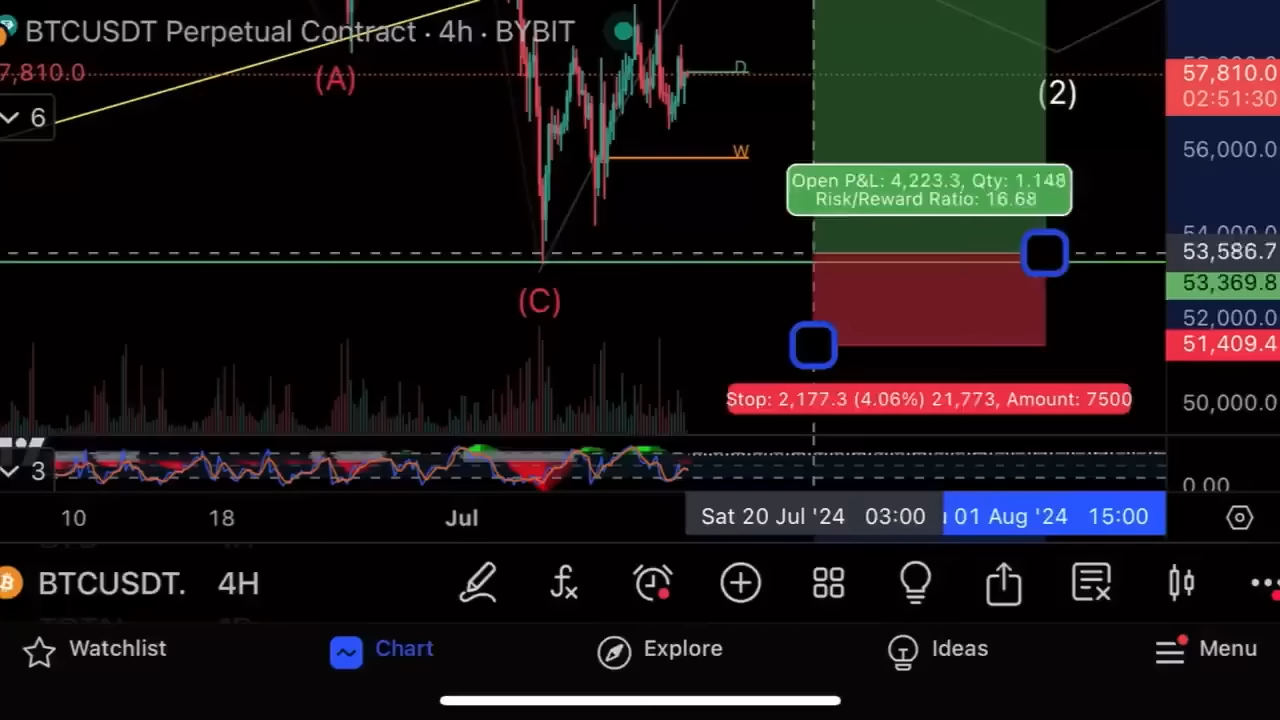 BTCUSDT Perpetual Contract · 4h · BYBIT
7,810.0
6
(A)
(C)
D
W
(2)
57,810.0
02:51:30
56,000.0
54,000.0
53,586.7
53,369.8
52,000.0
51,409.4
50,000.0
Open P&L: 4,223.3, Qty: 1.148
Risk/Reward Ratio: 16.68
Stop: 2,177.3 (4.06%) 21,773, Amount: 7500
3
0.00
10
18
Jul
Sat 20 Jul '24 03:00
01 Aug '24 15:00
BTCUSDT. 4H
Watchlist
Chart
Explore
Ideas
Menu